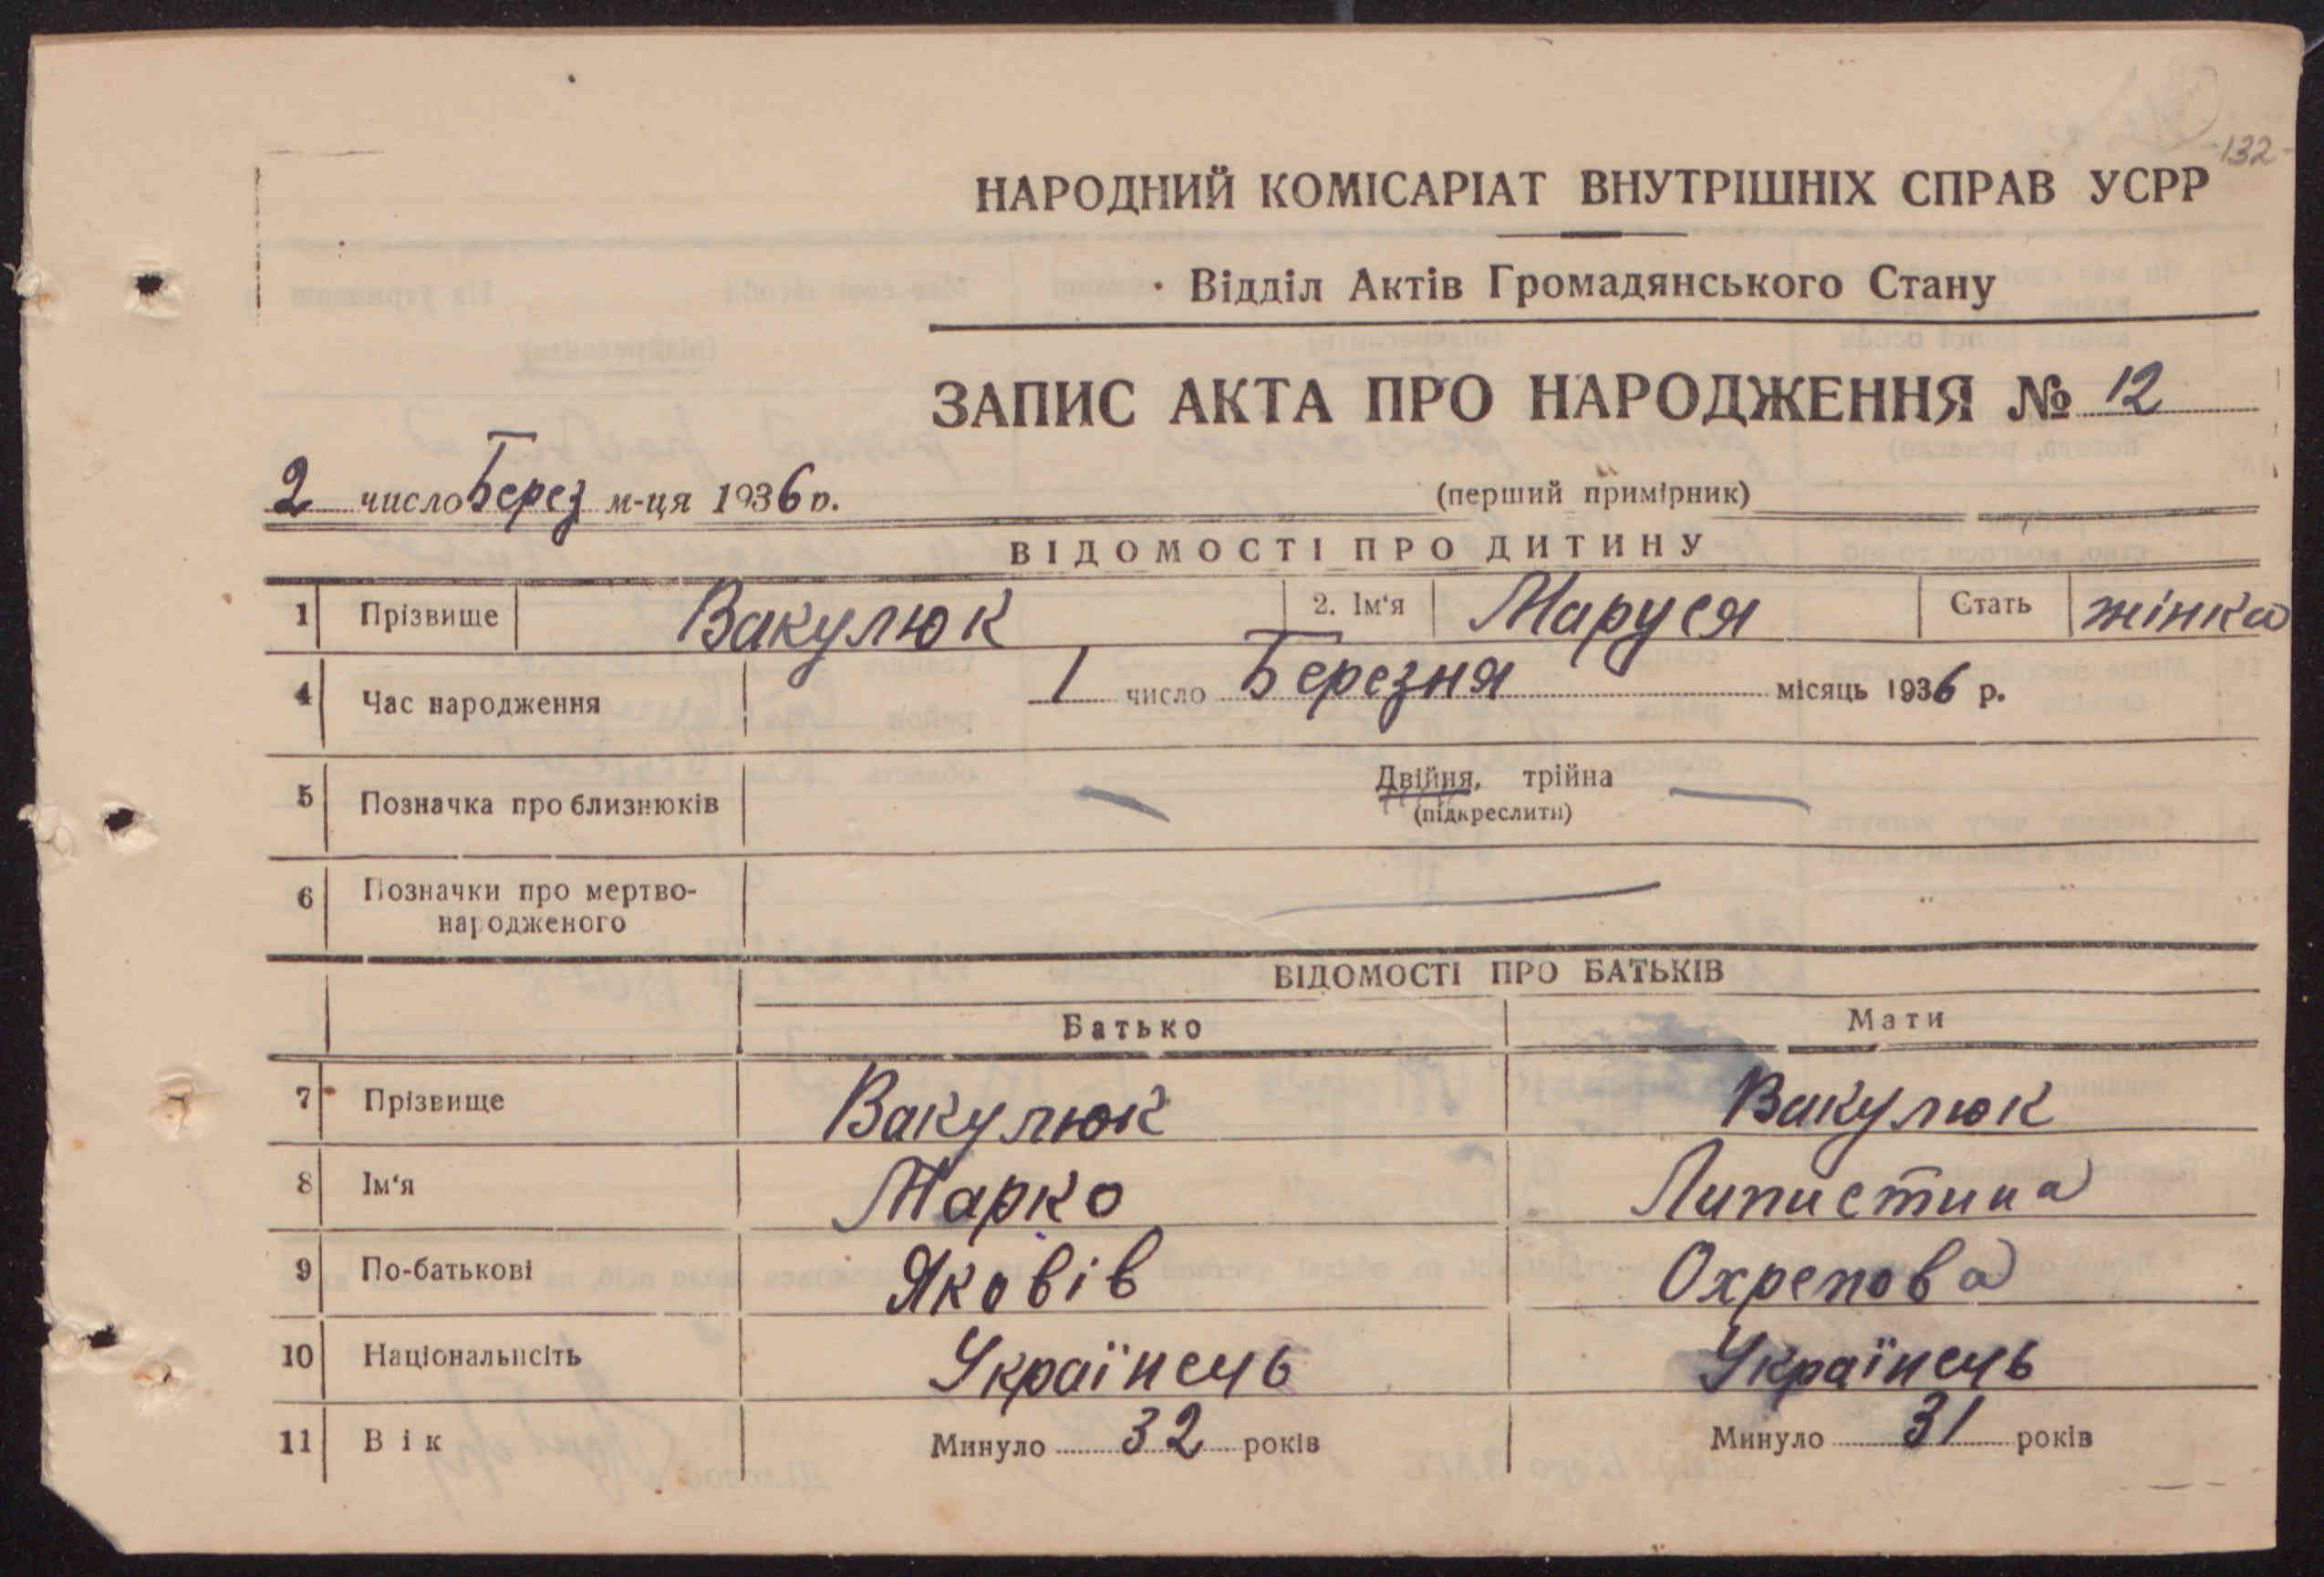 132
НАРОДНИЙ КОМІСАРІАТ ВНУТРІШНІХ СПРАВ УСРР
Відділ Актів Громадянського Стану
ЗАПИС АКТА ПРО НАРОДЖЕННЯ № 12
2 число Берез м-ця 1936 р.
(перший примірник)
ВІДОМОСТІ ПРО ДИТИНУ
1 Прізвище Вакулюк 2. Ім'я Маруся Стать жінка
4 Час народження 1 число Березня місяць 1936 р.
5 Позначка про близнюків Двійня, трійна
(підкреслити)
6 Позначки про мертво-
народженого
ВІДОМОСТІ ПРО БАТЬКІВ
Батько Мати
7 Прізвище Вакулюк Вакулюк
8 Ім'я Марко Липистина
9 По-батькові Яковів Охремова
10 Національність Українець Українець
11 Вік Минуло 32 років Минуло 31 років